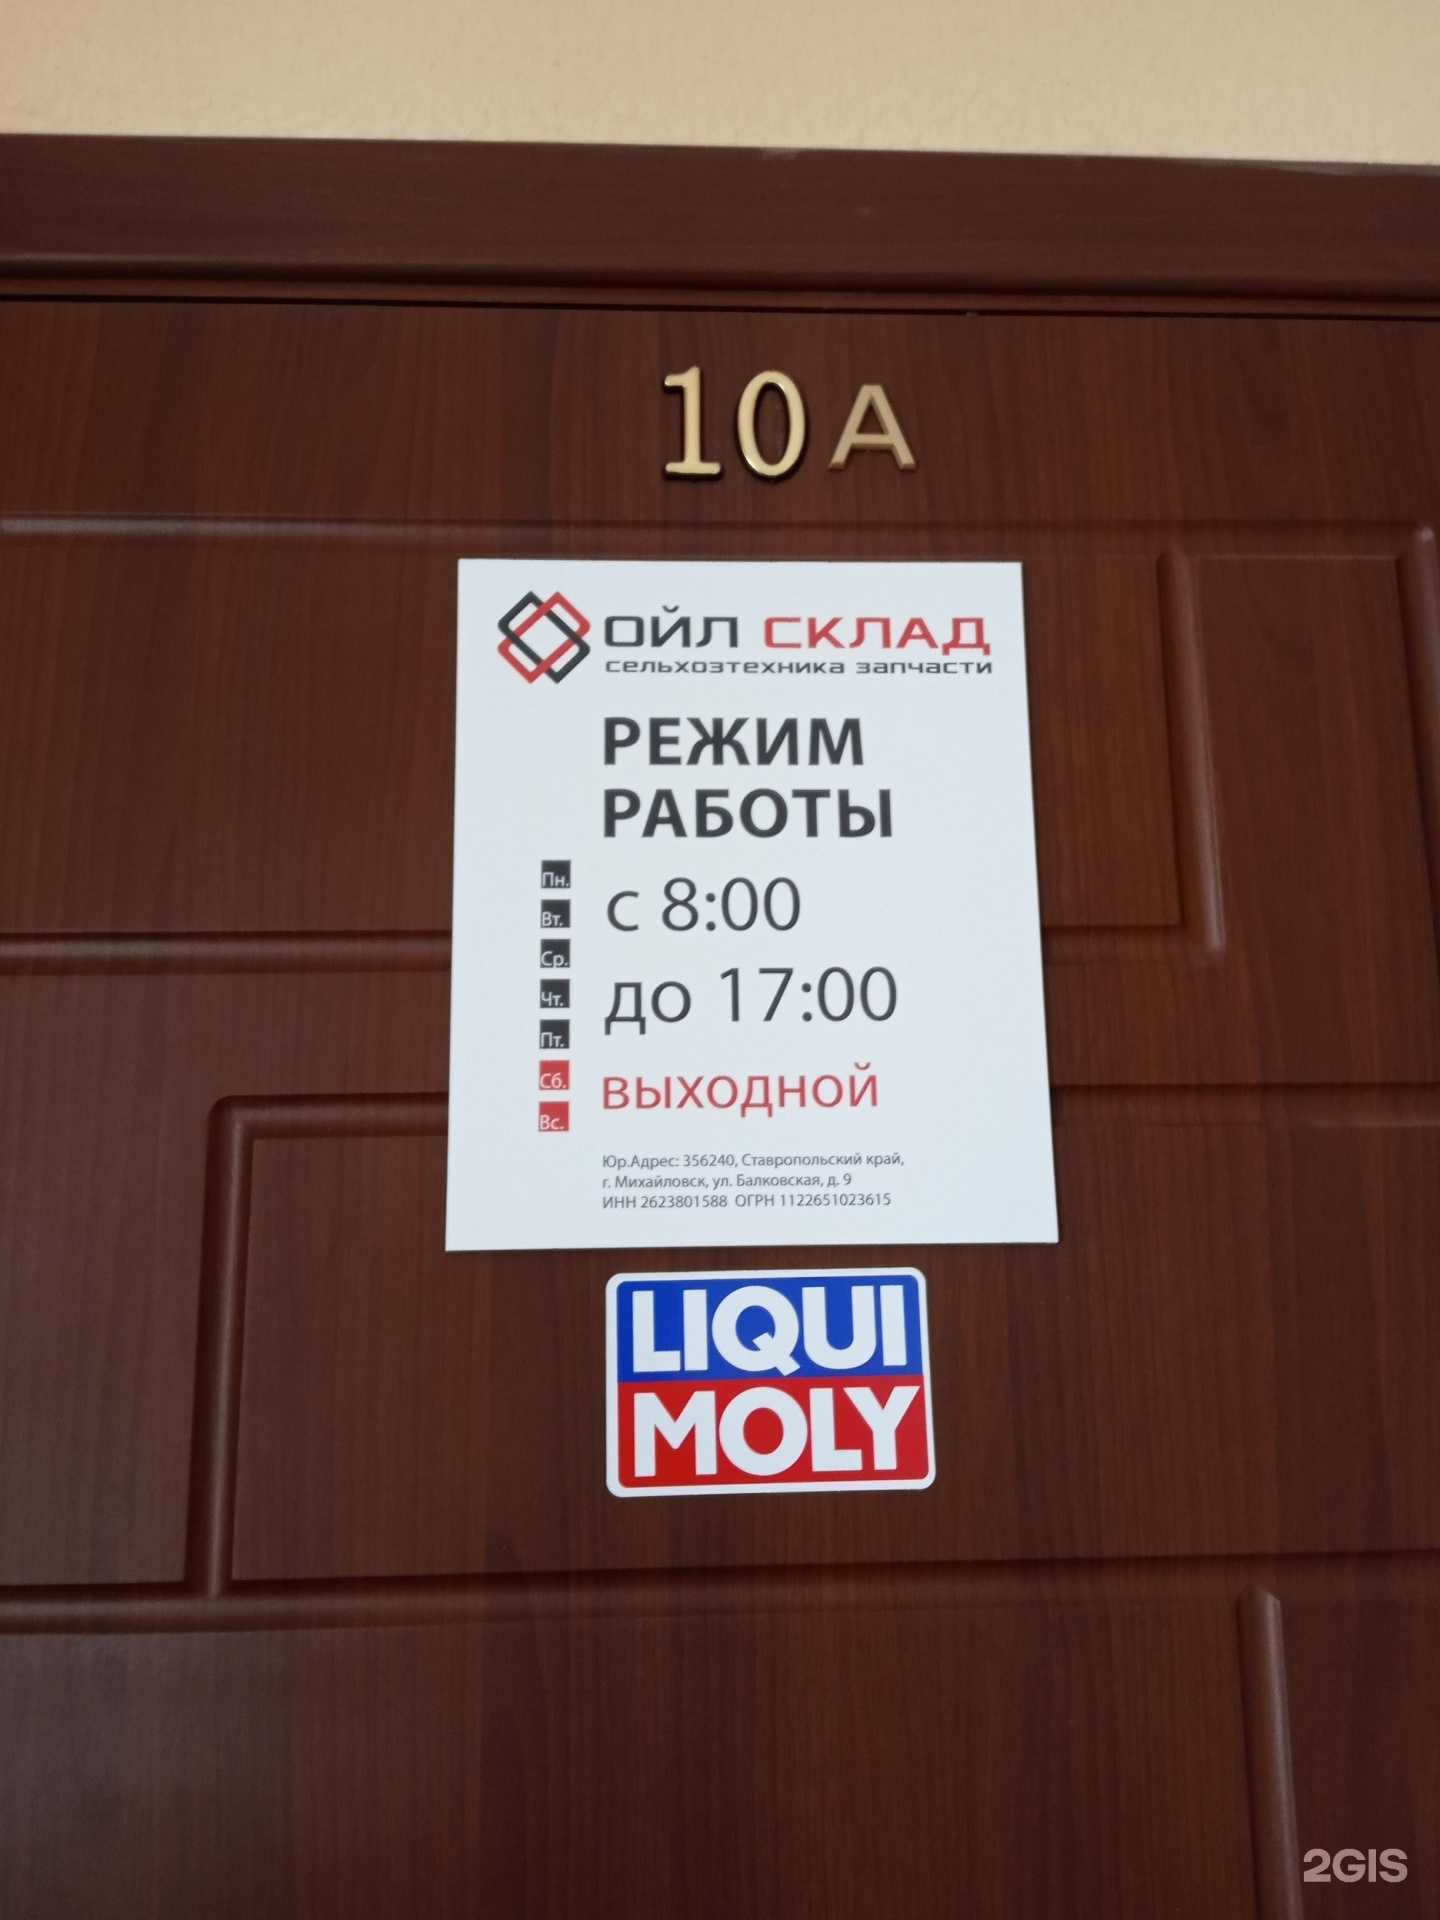 10 А
ОЙЛ СКЛАД
сельхозтехника запчасти
РЕЖИМ
РАБОТЫ
Пн.
Вт.
Ср.
Чт.
Пт.
с 8:00
до 17:00
Сб.
Вс.
ВЫХОДНОЙ
Юр.Адрес: 356240, Ставропольский край,
г. Михайловск, ул. Балковская, д. 9
ИНН 2623801588 ОГРН 1122651023615
LIQUI
MOLY
2GIS